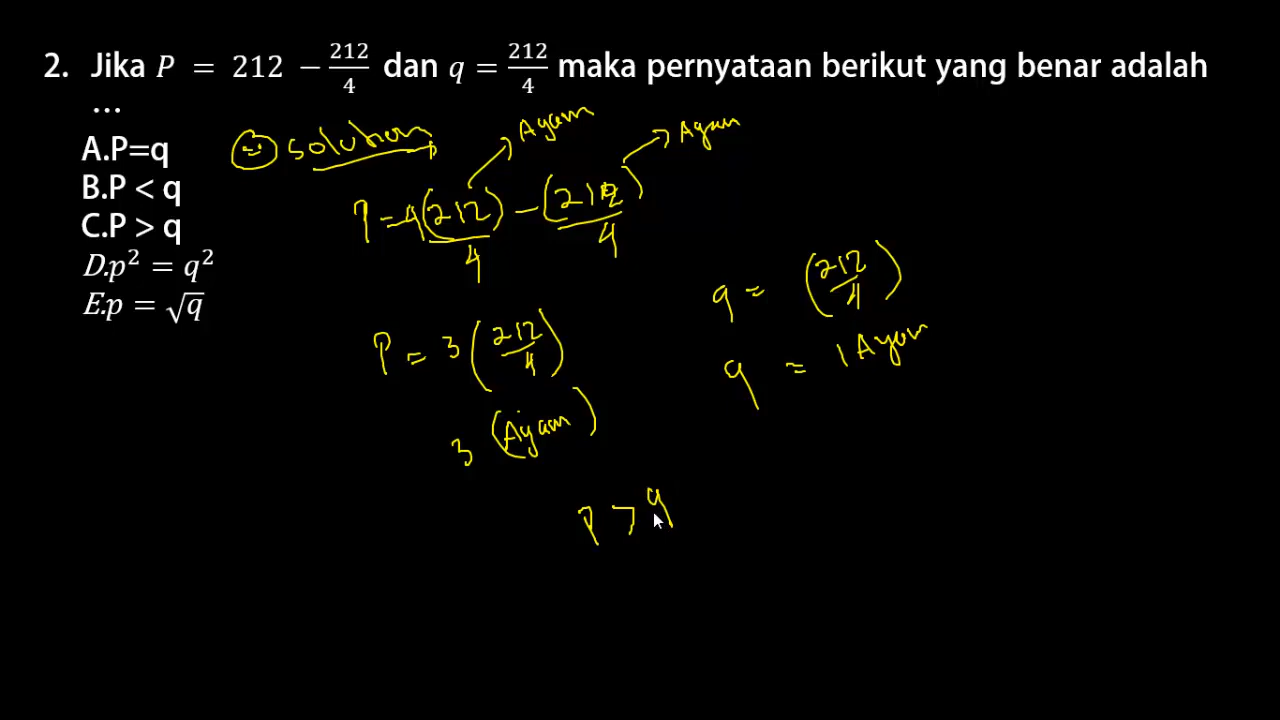 2. Jika P = 212 − 212/4 dan q = 212/4 maka pernyataan berikut yang benar adalah
...
A.P=q
B.P < q
C.P > q
D.p² = q²
E.p = √q
solution
Ayam
Ayam
P = 4(212)/4 − (212)/4
q = (212/4)
P = 3 (212/4)
q = 1 Ayam
3 (Ayam)
P > q